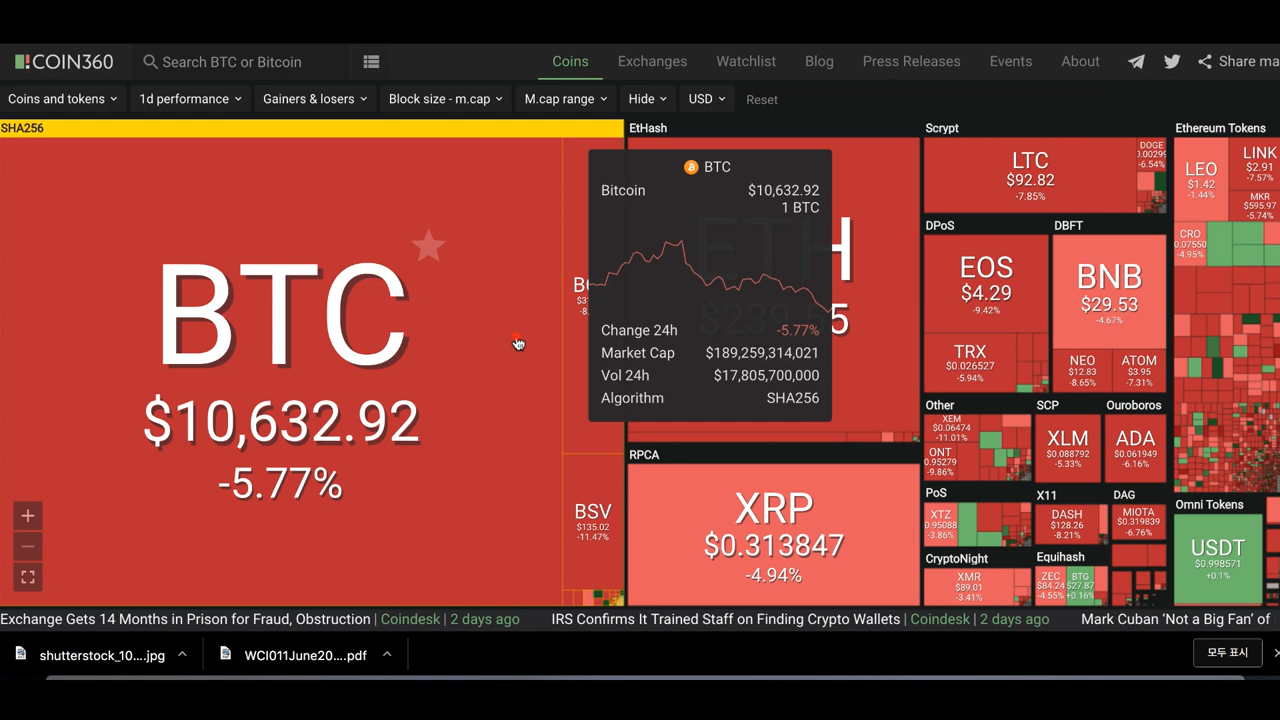 COIN360
Search BTC or Bitcoin
Coins
Exchanges
Watchlist
Blog
Press Releases
Events
About
Share ma
Coins and tokens
1d performance
Gainers & losers
Block size - m.cap
M.cap range
Hide
USD
Reset
SHA256
BTC
$10,632.92
-5.77%
BSV
$135.02
-11.47%
EtHash
BTC
Bitcoin
$10,632.92
1 BTC
Change 24h
-5.77%
Market Cap
$189,259,314,021
Vol 24h
$17,805,700,000
Algorithm
SHA256
ETH
RPCA
XRP
$0.313847
-4.94%
Scrypt
LTC
$92.82
-7.85%
DOGE
0.00299
-6.54%
DPoS
EOS
$4.29
-9.42%
TRX
$0.026527
-5.94%
DBFT
BNB
$29.53
-4.67%
NEO
$12.83
-8.65%
ATOM
$3.95
-7.31%
Other
XEM
$0.06474
-11.01%
ONT
0.95279
-9.86%
SCP
XLM
$0.088792
-5.33%
Ouroboros
ADA
$0.061949
-6.16%
PoS
XTZ
0.95088
-3.86%
X11
DASH
$128.26
-8.21%
DAG
MIOTA
$0.319839
-6.76%
CryptoNight
XMR
$89.01
-3.41%
Equihash
ZEC
$84.24
-4.55%
BTG
$27.87
+0.16%
Ethereum Tokens
LEO
$1.42
-1.44%
LINK
$2.91
-7.57%
MKR
$595.97
-5.74%
CRO
0.07550
-4.95%
Omni Tokens
USDT
$0.998571
+0.1%
Exchange Gets 14 Months in Prison for Fraud, Obstruction | Coindesk | 2 days ago
IRS Confirms It Trained Staff on Finding Crypto Wallets | Coindesk | 2 days ago
Mark Cuban 'Not a Big Fan' of
shutterstock_10....jpg
WCI011June20....pdf
모두 표시